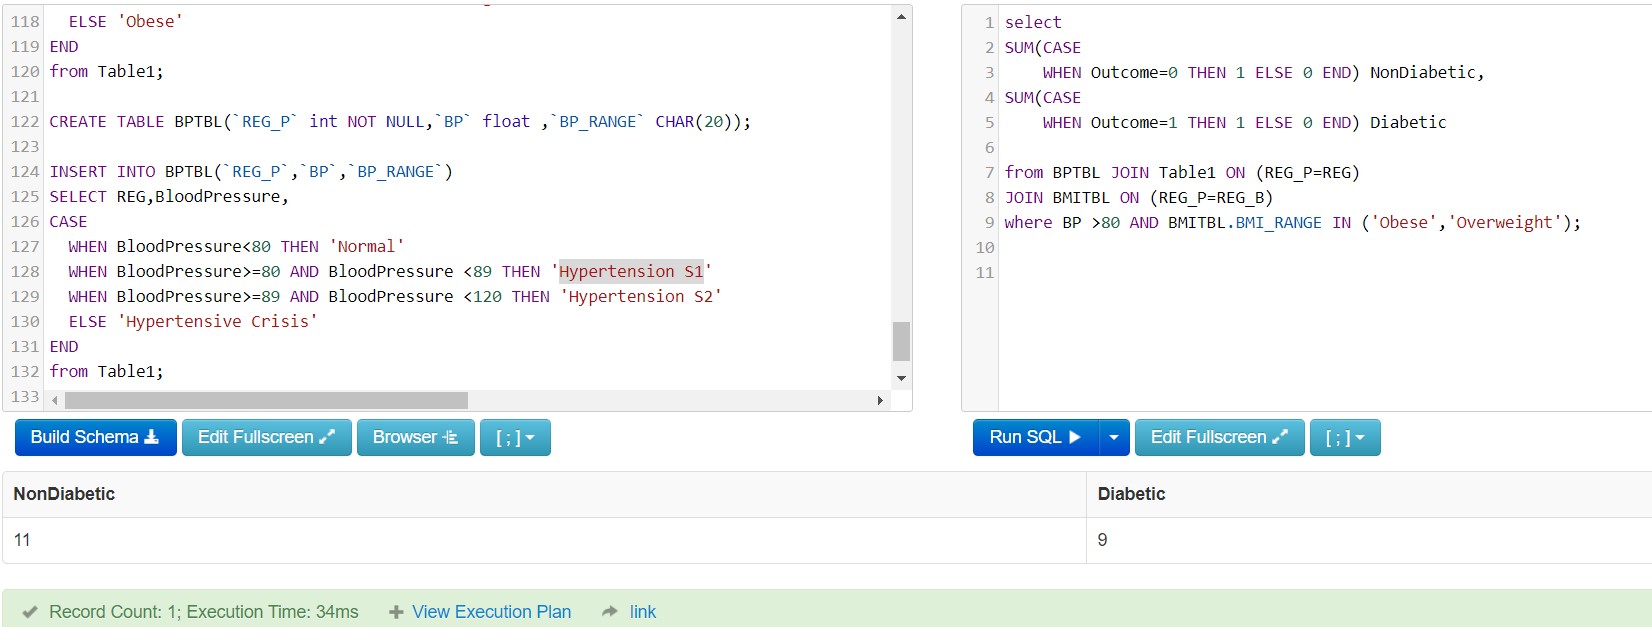 118 ELSE 'Obese'
119 END
120 from Table1;
121
122 CREATE TABLE BPTBL(`REG_P` int NOT NULL,`BP` float ,`BP_RANGE` CHAR(20));
123
124 INSERT INTO BPTBL(`REG_P`,`BP`,`BP_RANGE`)
125 SELECT REG,BloodPressure,
126 CASE
127 WHEN BloodPressure<80 THEN 'Normal'
128 WHEN BloodPressure>=80 AND BloodPressure <89 THEN 'Hypertension S1'
129 WHEN BloodPressure>=89 AND BloodPressure <120 THEN 'Hypertension S2'
130 ELSE 'Hypertensive Crisis'
131 END
132 from Table1;
133
Build Schema Edit Fullscreen Browser [ ; ]
1 select
2 SUM(CASE
3 WHEN Outcome=0 THEN 1 ELSE 0 END) NonDiabetic,
4 SUM(CASE
5 WHEN Outcome=1 THEN 1 ELSE 0 END) Diabetic
6
7 from BPTBL JOIN Table1 ON (REG_P=REG)
8 JOIN BMITBL ON (REG_P=REG_B)
9 where BP >80 AND BMITBL.BMI_RANGE IN ('Obese','Overweight');
10
11
Run SQL Edit Fullscreen [ ; ]
NonDiabetic Diabetic
11 9
Record Count: 1; Execution Time: 34ms View Execution Plan link